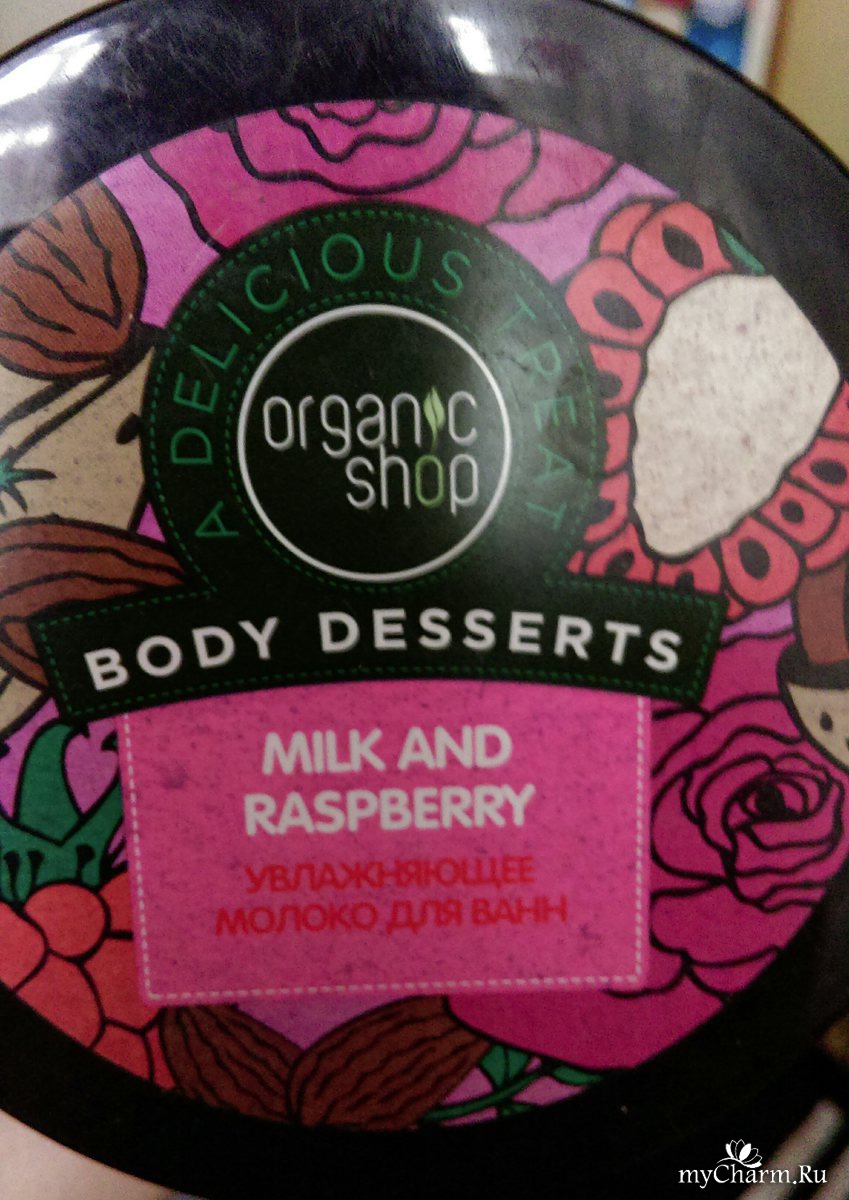 A DELICIOUS TREAT
organic
shop
BODY DESSERTS
MILK AND
RASPBERRY
УВЛАЖНЯЮЩЕЕ
МОЛОКО ДЛЯ ВАНН
myCharm.Ru